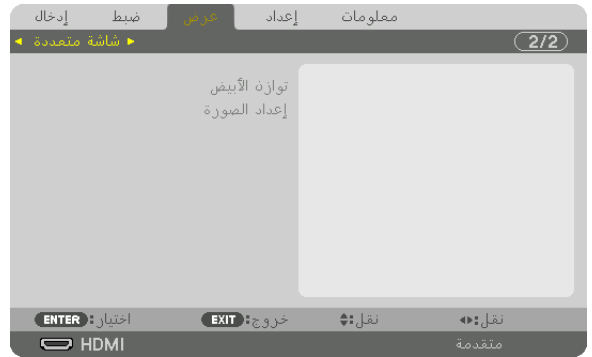 إدخال ضبط عرض إعداد معلومات
شاشة متعددة 2/2
توازن الأبيض
إعداد الصورة
ENTER:اختيار EXIT:خروج نقل: نقل:
HDMI متقدمة